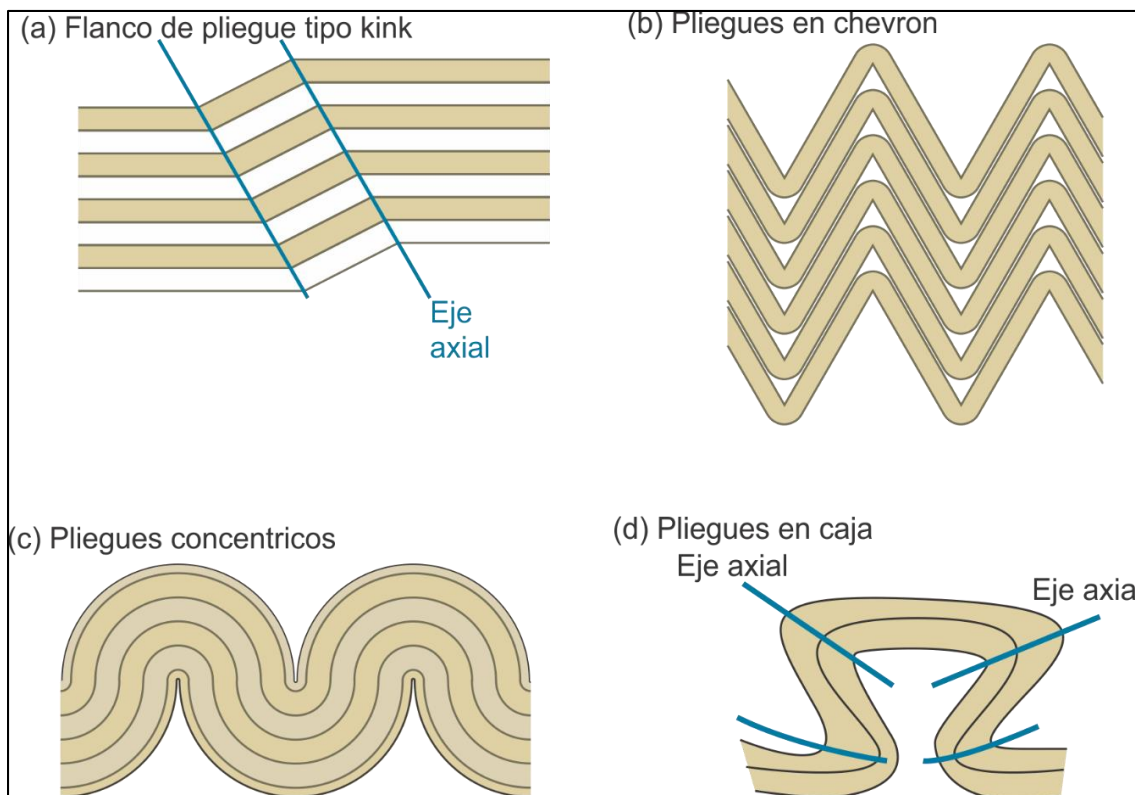 (a) Flanco de pliegue tipo kink
Eje
axial
(b) Pliegues en chevron
(c) Pliegues concentricos
(d) Pliegues en caja
Eje axial
Eje axia